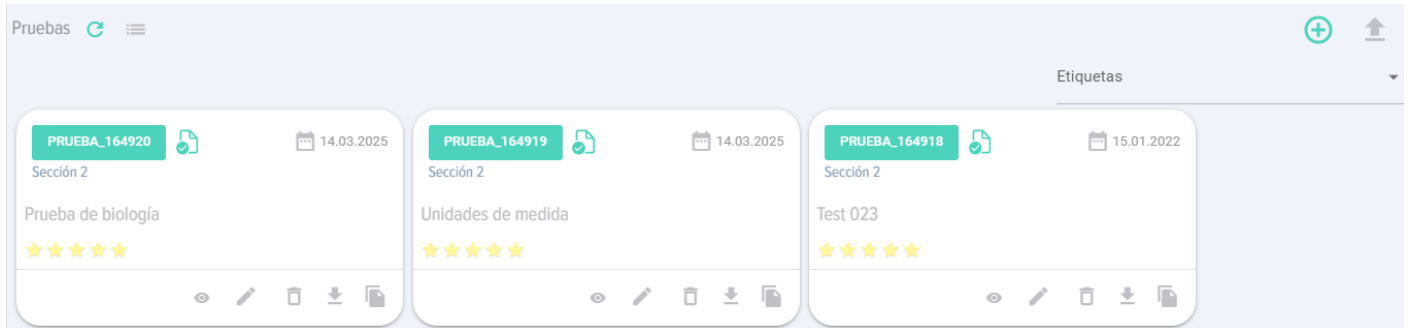 Pruebas
Etiquetas
PRUEBA_164920 14.03.2025
Sección 2
Prueba de biología
PRUEBA_164919 14.03.2025
Sección 2
Unidades de medida
PRUEBA_164918 15.01.2022
Sección 2
Test 023